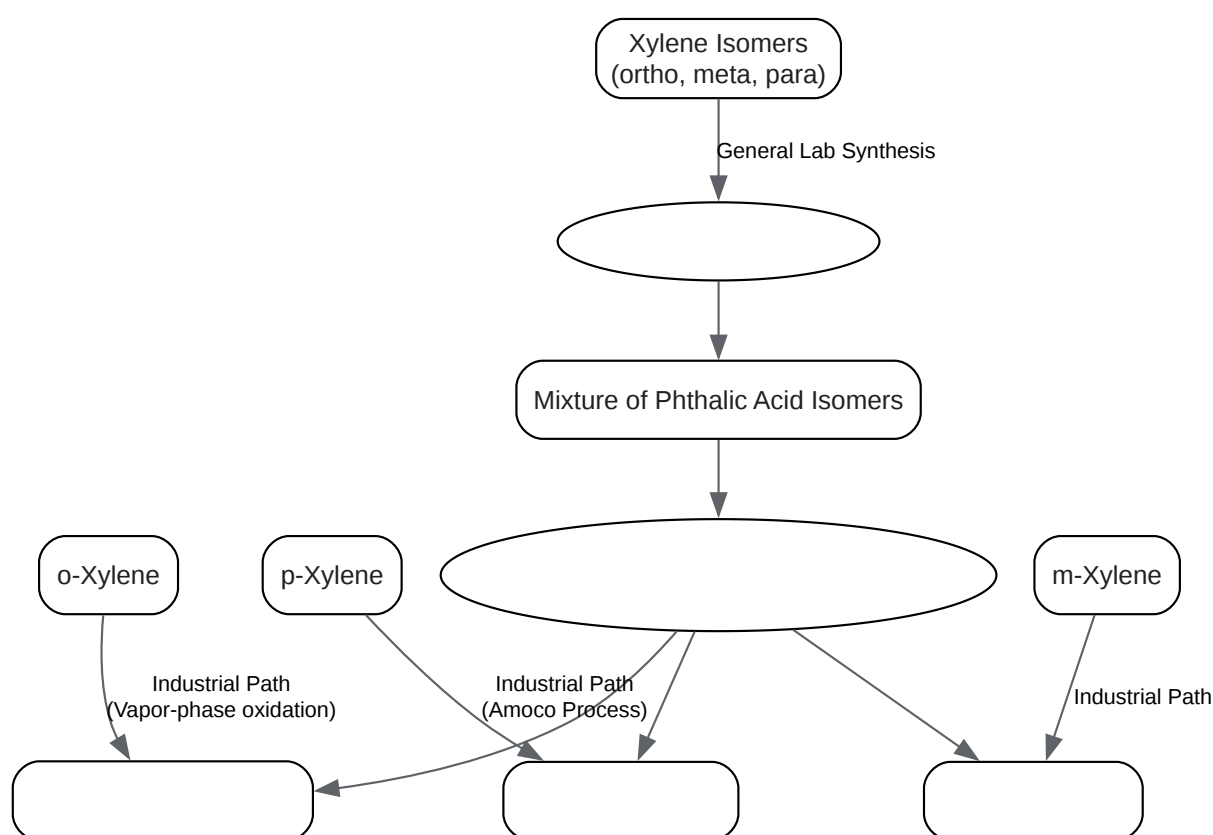 Xylene Isomers
(ortho, meta, para)
General Lab Synthesis
Mixture of Phthalic Acid Isomers
o-Xylene
p-Xylene
m-Xylene
Industrial Path
(Vapor-phase oxidation)
Industrial Path
(Amoco Process)
Industrial Path